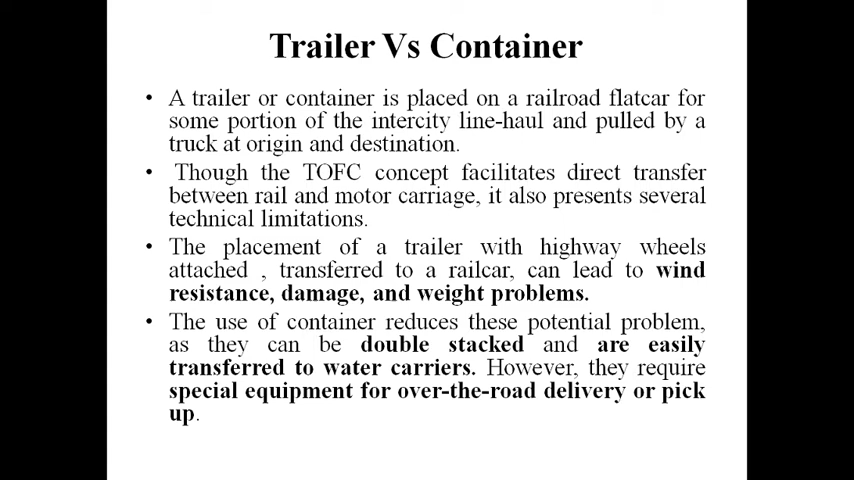 Trailer Vs Container
• A trailer or container is placed on a railroad flatcar for
some portion of the intercity line-haul and pulled by a
truck at origin and destination.
• Though the TOFC concept facilitates direct transfer
between rail and motor carriage, it also presents several
technical limitations.
• The placement of a trailer with highway wheels
attached , transferred to a railcar, can lead to wind
resistance, damage, and weight problems.
• The use of container reduces these potential problem,
as they can be double stacked and are easily
transferred to water carriers. However, they require
special equipment for over-the-road delivery or pick
up.